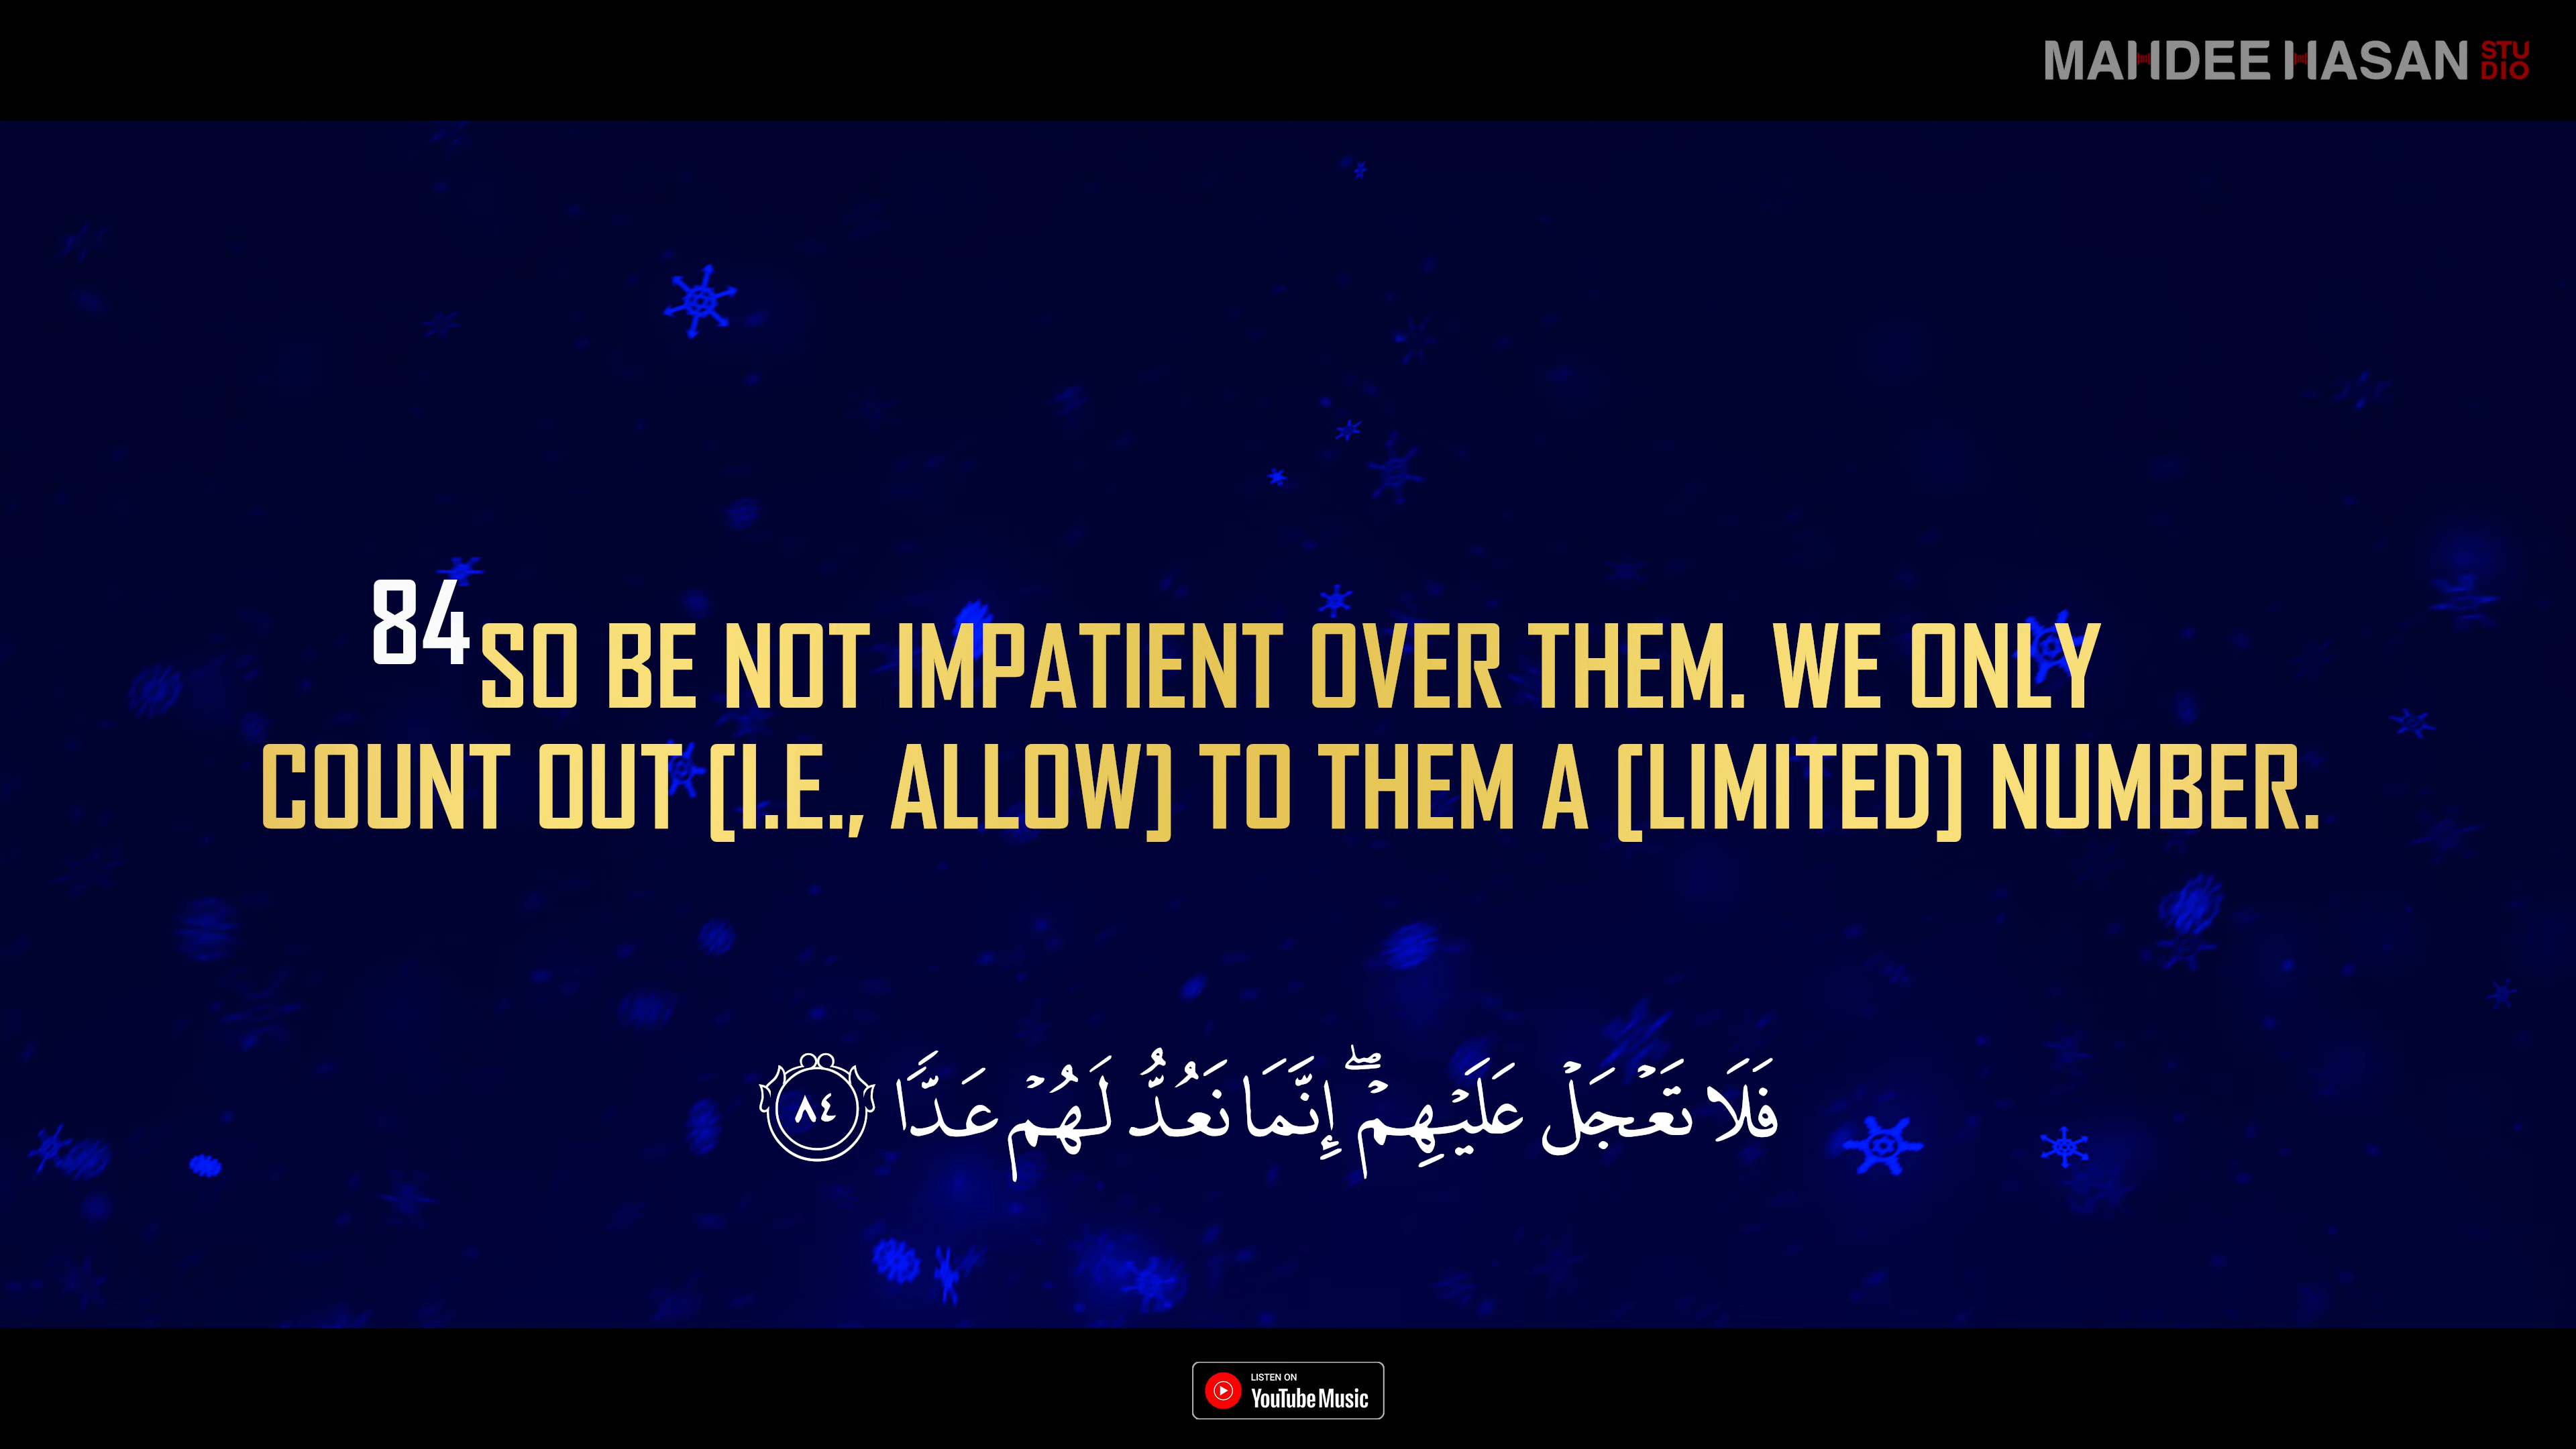 MAHDEE HASAN STUDIO
84 SO BE NOT IMPATIENT OVER THEM. WE ONLY
COUNT OUT [I.E., ALLOW] TO THEM A [LIMITED] NUMBER.
فَلَا تَعۡجَلۡ عَلَيۡهِمۡۖ إِنَّمَا نَعُدُّ لَهُمۡ عَدّٗا ٨٤
LISTEN ON
YouTube Music